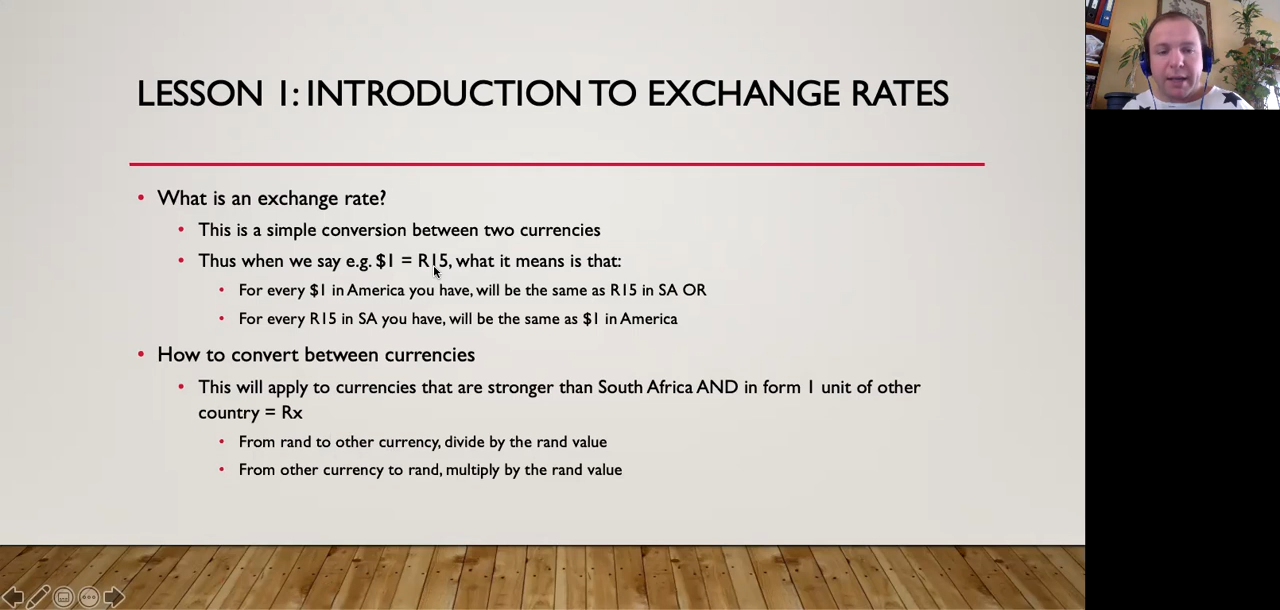 LESSON 1: INTRODUCTION TO EXCHANGE RATES
• What is an exchange rate?
• This is a simple conversion between two currencies
• Thus when we say e.g. $1 = R15, what it means is that:
• For every $1 in America you have, will be the same as R15 in SA OR
• For every R15 in SA you have, will be the same as $1 in America
• How to convert between currencies
• This will apply to currencies that are stronger than South Africa AND in form 1 unit of other
country = Rx
• From rand to other currency, divide by the rand value
• From other currency to rand, multiply by the rand value